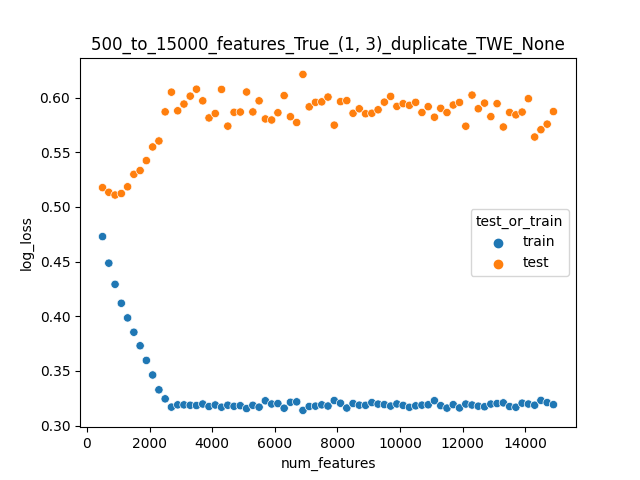 500_to_15000_features_True_(1, 3)_duplicate_TWE_None
0.60
0.55
0.50
0.45
0.40
0.35
0.30
log_loss
test_or_train
train
test
0 2000 4000 6000 8000 10000 12000 14000
num_features